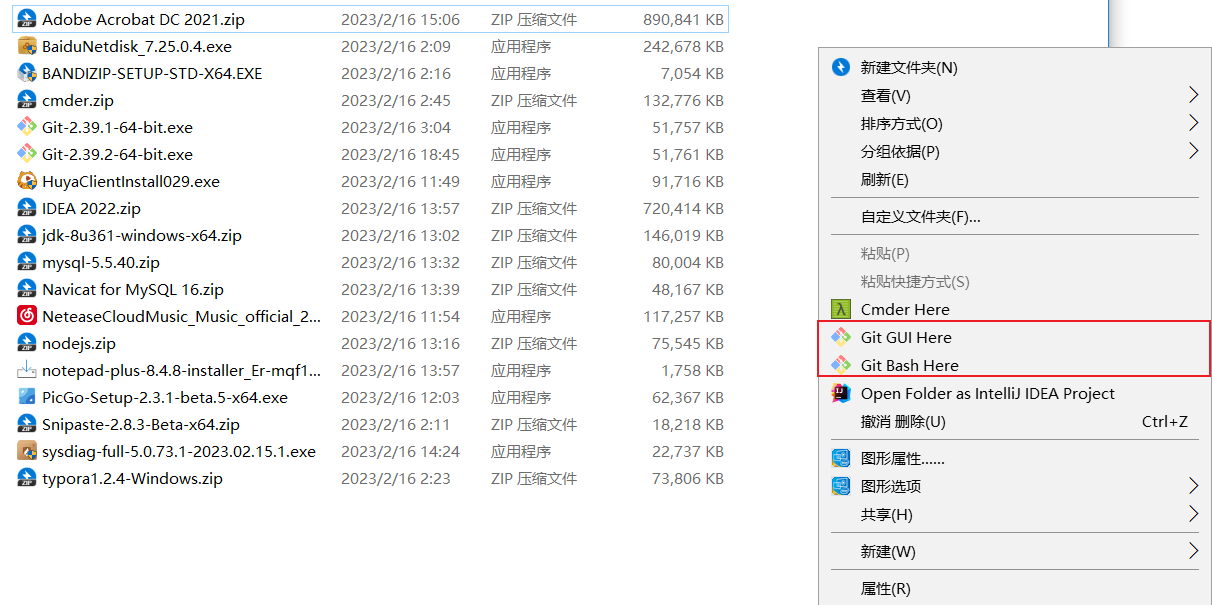 Adobe Acrobat DC 2021.zip 2023/2/16 15:06 ZIP 压缩文件 890,841 KB
BaiduNetdisk_7.25.0.4.exe 2023/2/16 2:09 应用程序 242,678 KB
BANDIZIP-SETUP-STD-X64.EXE 2023/2/16 2:16 应用程序 7,054 KB
cmder.zip 2023/2/16 2:45 ZIP 压缩文件 132,776 KB
Git-2.39.1-64-bit.exe 2023/2/16 3:04 应用程序 51,757 KB
Git-2.39.2-64-bit.exe 2023/2/16 18:45 应用程序 51,761 KB
HuyaClientInstall029.exe 2023/2/16 11:49 应用程序 91,716 KB
IDEA 2022.zip 2023/2/16 13:57 ZIP 压缩文件 720,414 KB
jdk-8u361-windows-x64.zip 2023/2/16 13:02 ZIP 压缩文件 146,019 KB
mysql-5.5.40.zip 2023/2/16 13:32 ZIP 压缩文件 80,004 KB
Navicat for MySQL 16.zip 2023/2/16 13:39 ZIP 压缩文件 48,167 KB
NeteaseCloudMusic_Music_official_2... 2023/2/16 11:54 应用程序 117,257 KB
nodejs.zip 2023/2/16 13:16 ZIP 压缩文件 75,545 KB
notepad-plus-8.4.8-installer_Er-mqf1... 2023/2/16 13:57 应用程序 1,758 KB
PicGo-Setup-2.3.1-beta.5-x64.exe 2023/2/16 12:03 应用程序 62,367 KB
Snipaste-2.8.3-Beta-x64.zip 2023/2/16 2:11 ZIP 压缩文件 18,218 KB
sysdiag-full-5.0.73.1-2023.02.15.1.exe 2023/2/16 14:24 应用程序 22,737 KB
typora1.2.4-Windows.zip 2023/2/16 2:23 ZIP 压缩文件 73,806 KB
新建文件夹(N)
查看(V)
排序方式(O)
分组依据(P)
刷新(E)
自定义文件夹(F)...
粘贴(P)
粘贴快捷方式(S)
Cmder Here
Git GUI Here
Git Bash Here
Open Folder as IntelliJ IDEA Project
撤消 删除(U) Ctrl+Z
图形属性......
图形选项
共享(H)
新建(W)
属性(R)